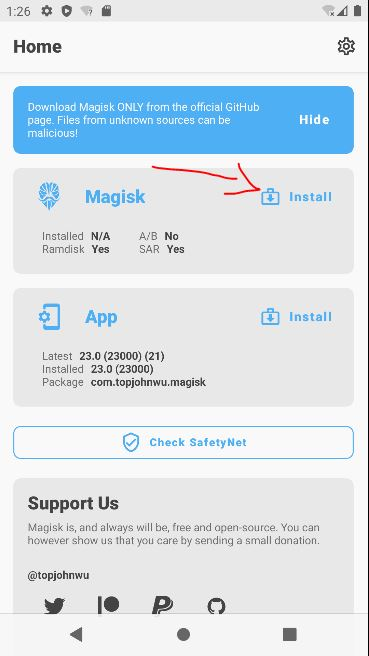 1:26
Home
Download Magisk ONLY from the official GitHub
page. Files from unknown sources can be
malicious!
Hide
Magisk
Install
Installed N/A
A/B No
Ramdisk Yes
SAR Yes
App
Install
Latest 23.0 (23000) (21)
Installed 23.0 (23000)
Package com.topjohnwu.magisk
Check SafetyNet
Support Us
Magisk is, and always will be, free and open-source. You can
however show us that you care by sending a small donation.
@topjohnwu